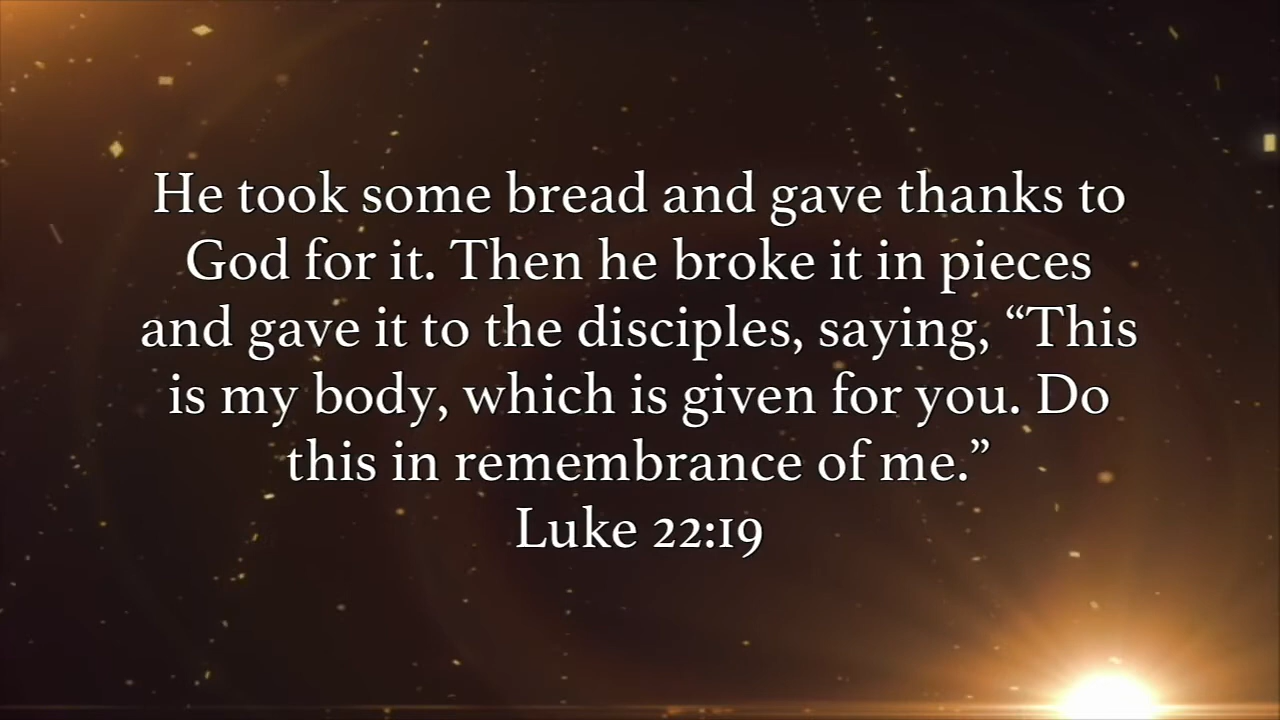 He took some bread and gave thanks to
God for it. Then he broke it in pieces
and gave it to the disciples, saying, “This
is my body, which is given for you. Do
this in remembrance of me.”
Luke 22:19